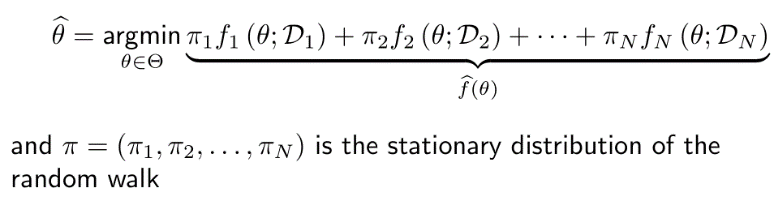 θ̂ = argmin π₁f₁ (θ; 𝒟₁) + π₂f₂ (θ; 𝒟₂) + ⋯ + π_N f_N (θ; 𝒟_N)
θ∈Θ
f̂(θ)
and π = (π₁, π₂, . . . , π_N) is the stationary distribution of the
random walk